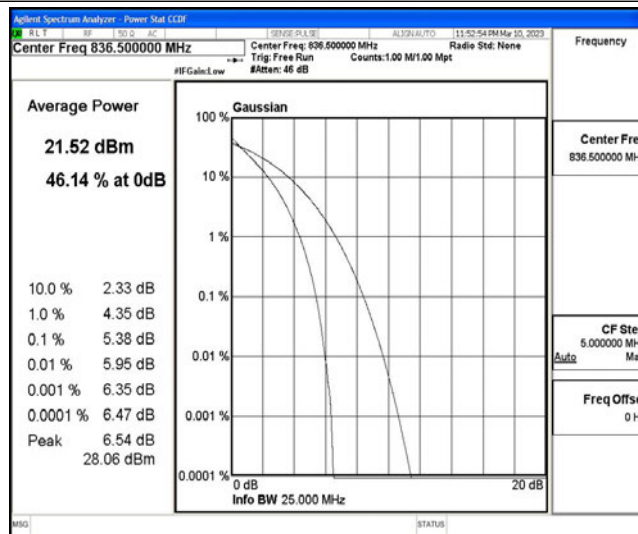 Agilent Spectrum Analyzer - Power Stat CCDF
RLT RF 50 Ω AC SENSE:PULSE ALIGN AUTO 11:52:54 PM Mar 10, 2023
Center Freq 836.500000 MHz
Center Freq: 836.500000 MHz Radio Std: None
Trig: Free Run Counts:1.00 M/1.00 Mpt
#IFGain:Low #Atten: 46 dB
Frequency
Average Power
21.52 dBm
46.14 % at 0dB
10.0 % 2.33 dB
1.0 % 4.35 dB
0.1 % 5.38 dB
0.01 % 5.95 dB
0.001 % 6.35 dB
0.0001 % 6.47 dB
Peak 6.54 dB
28.06 dBm
Gaussian
100 %
10 %
1 %
0.1 %
0.01 %
0.001 %
0.0001 %
0 dB 20 dB
Info BW 25.000 MHz
Center Fre
836.500000 MH
CF Ste
5.000000 MH
Auto Ma
Freq Offse
0 H
MSG STATUS